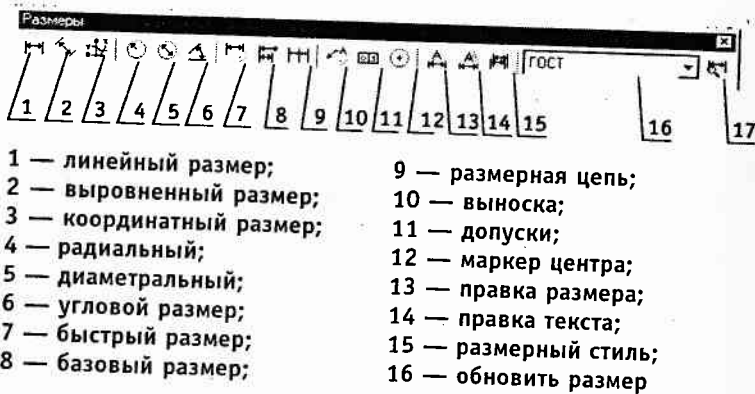 Размеры
ГОСТ
1 2 3 4 5 6 7 8 9 10 11 12 13 14 15 16 17
1 — линейный размер;
2 — выровненный размер;
3 — координатный размер;
4 — радиальный;
5 — диаметральный;
6 — угловой размер;
7 — быстрый размер;
8 — базовый размер;
9 — размерная цепь;
10 — выноска;
11 — допуски;
12 — маркер центра;
13 — правка размера;
14 — правка текста;
15 — размерный стиль;
16 — обновить размер